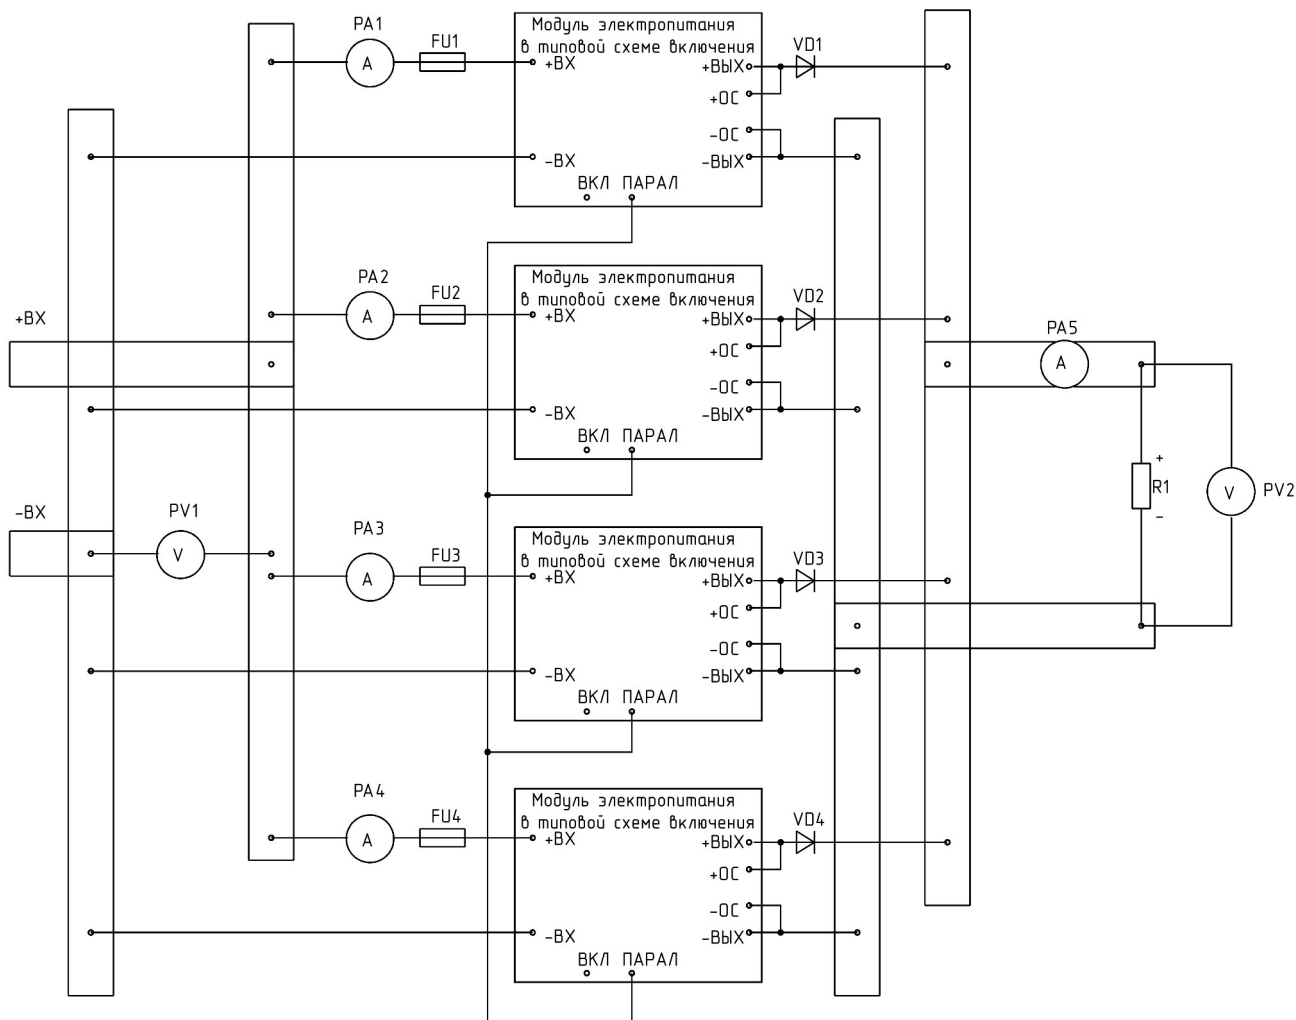 PA1
FU1
Модуль электропитания
в типовой схеме включения
+ВХ
-ВХ
+ВЫХ
+ОС
-ОС
-ВЫХ
ВКЛ ПАРАЛ
VD1
A
PA2
FU2
Модуль электропитания
в типовой схеме включения
+ВХ
-ВХ
+ВЫХ
+ОС
-ОС
-ВЫХ
ВКЛ ПАРАЛ
VD2
A
+ВХ
PA5
A
-ВХ
PV1
V
+
R1
-
V
PV2
PA3
FU3
Модуль электропитания
в типовой схеме включения
+ВХ
-ВХ
+ВЫХ
+ОС
-ОС
-ВЫХ
ВКЛ ПАРАЛ
VD3
A
PA4
FU4
Модуль электропитания
в типовой схеме включения
+ВХ
-ВХ
+ВЫХ
+ОС
-ОС
-ВЫХ
ВКЛ ПАРАЛ
VD4
A